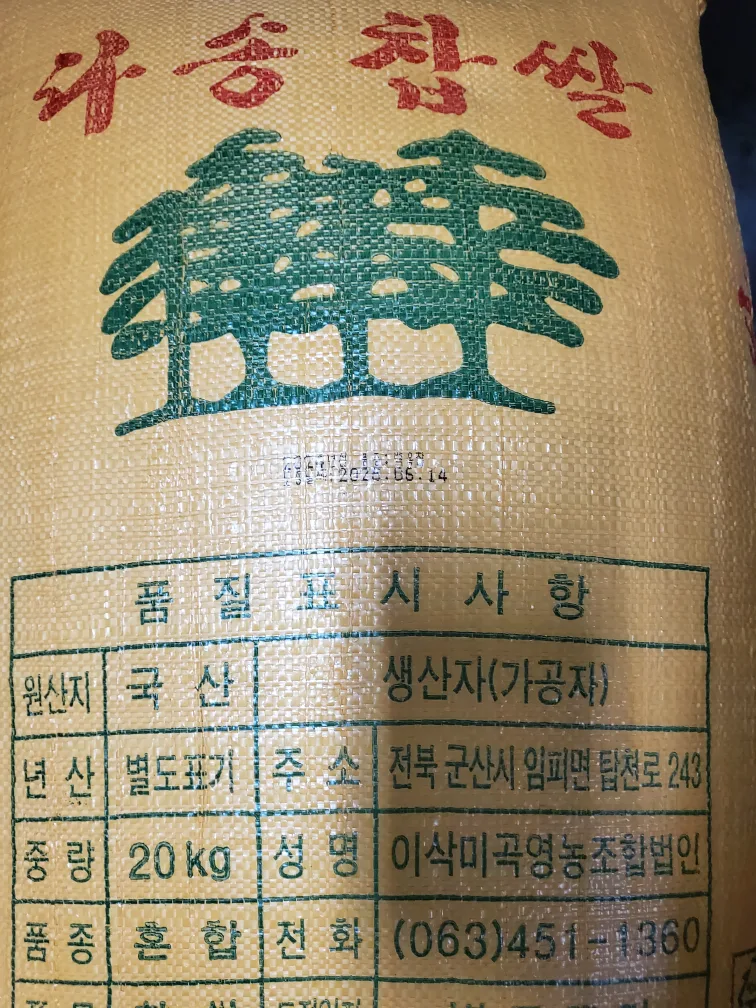 다송찹쌀
품질표시사항
원산지 국산 생산자(가공자)
년산 별도표기 주소 전북 군산시 임피면 탑천로 243
중량 20kg 성명 이삭미곡영농조합법인
품종 혼합 전화 (063)451-1360